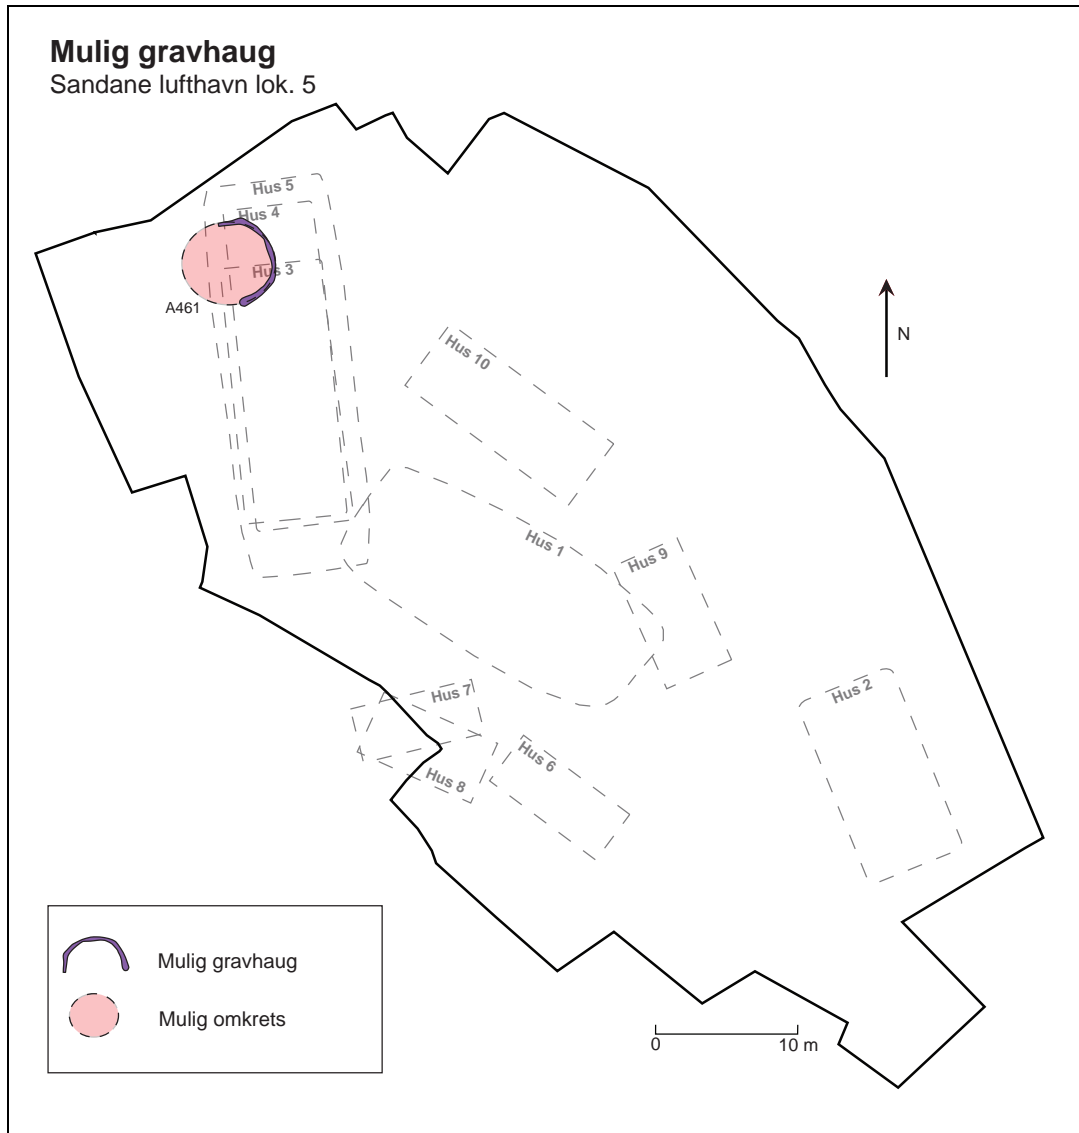 Mulig gravhaug
Sandane lufthavn lok. 5
Hus 5
Hus 4
Hus 3
A461
N
Hus 10
Hus 1
Hus 9
Hus 2
Hus 7
Hus 6
Hus 8
Mulig gravhaug
Mulig omkrets
0 10 m